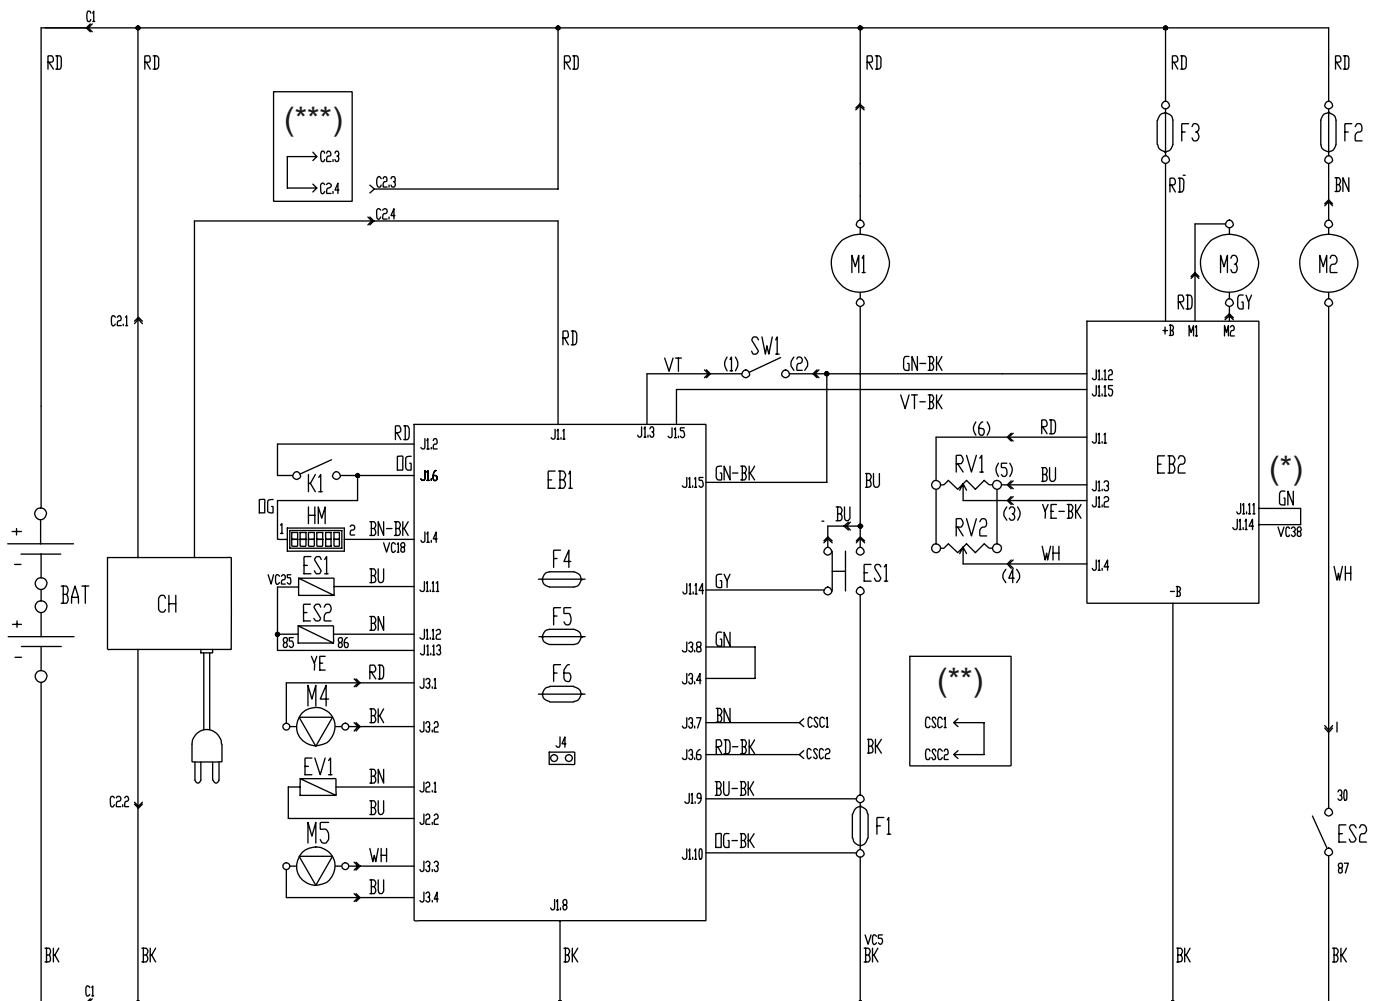 C1
RD RD RD RD RD RD
(***)
C2.3
C2.4
C2.3
C2.4
F3 F2
RD BN
M1 M3 M2
RD GY
C2.1
+B M1 M2
RD
VT (1) SW1 (2) GN-BK J1.12
VT-BK J1.15
J1.1 J1.3 J1.5
RD J1.2
OG J1.6
K1
EB1
GN-BK J1.15
(6) RD J1.1
RV1 (5) BU J1.3
(3) YE-BK J1.2
RV2
(4) WH J1.4
EB2
(*)
GN
J1.11
J1.14
VC38
OG
HM
1 2
BN-BK J1.4
VC18
BU
BU
ES1
VC25 BU J1.11
ES2
85 86
BN J1.12
J1.13
YE
F4
F5
F6
GY J1.14
ES1
-B
WH
+
-
BAT
+
-
CH
RD J3.1
M4
BK J3.2
GN J3.8
J3.4
BN J3.7 CSC1
RD-BK J3.6 CSC2
(**)
CSC1
CSC2
J4
EV1
BN J2.1
BU J2.2
BK
BU-BK J1.9
F1
OG-BK J1.10
C2.2
M5
WH J3.3
BU J3.4
J1.8
30
ES2
87
VC5
BK BK BK BK BK BK
C1